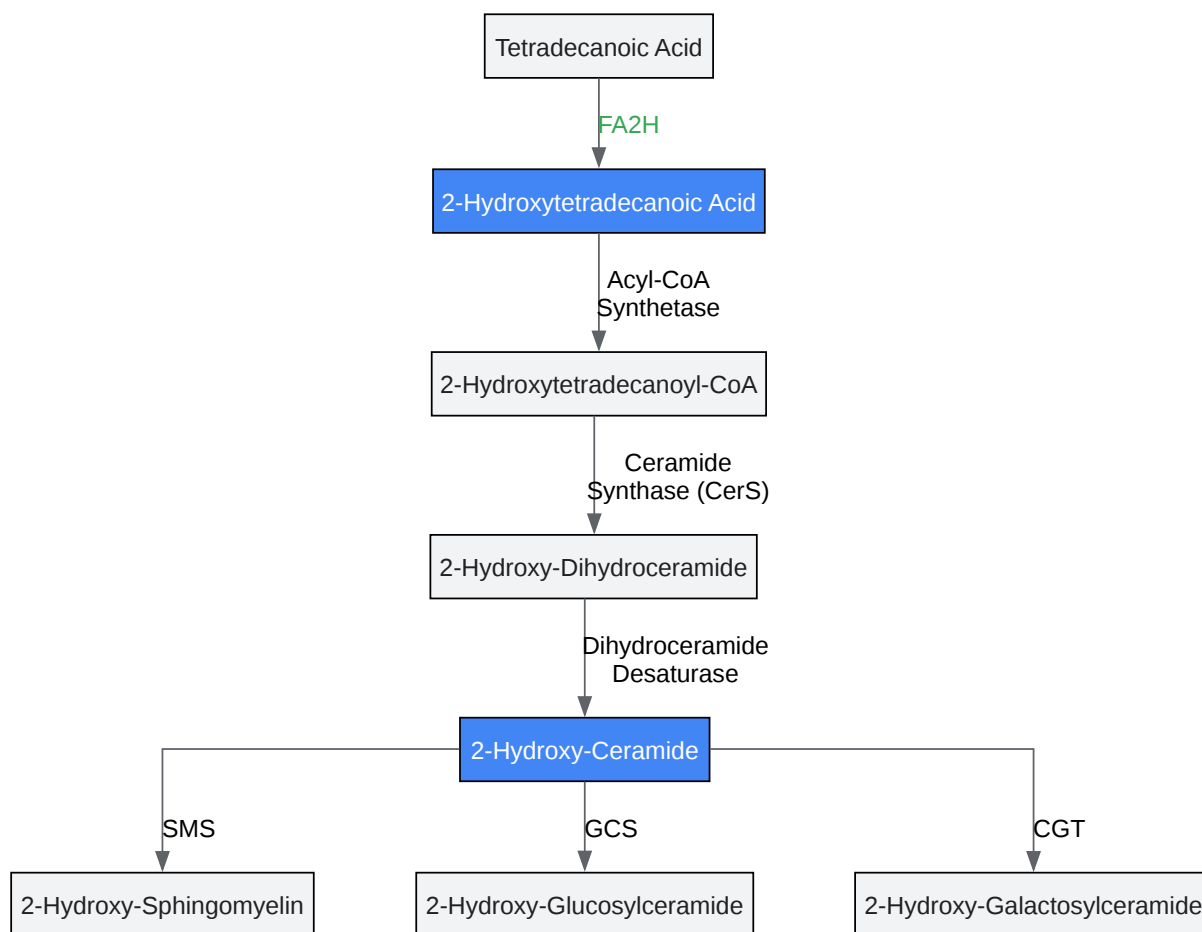 Tetradecanoic Acid
FA2H
2-Hydroxytetradecanoic Acid
Acyl-CoA
Synthetase
2-Hydroxytetradecanoyl-CoA
Ceramide
Synthase (CerS)
2-Hydroxy-Dihydroceramide
Dihydroceramide
Desaturase
2-Hydroxy-Ceramide
SMS
GCS
CGT
2-Hydroxy-Sphingomyelin
2-Hydroxy-Glucosylceramide
2-Hydroxy-Galactosylceramide